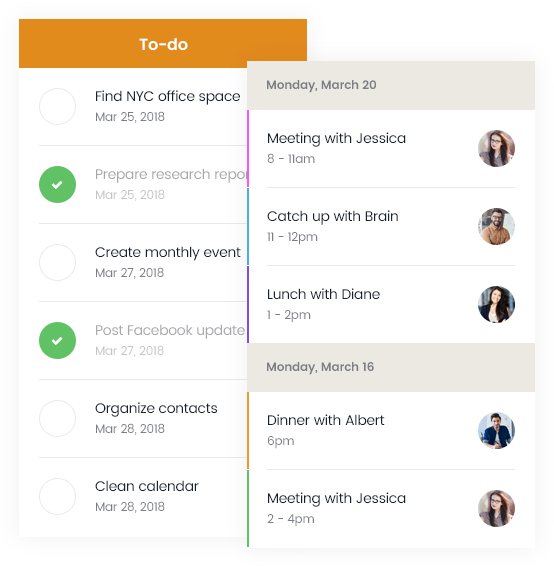 To-do
Find NYC office space
Mar 25, 2018
Prepare research repor
Mar 25, 2018
Create monthly event
Mar 27, 2018
Post Facebook update
Mar 27, 2018
Organize contacts
Mar 28, 2018
Clean calendar
Mar 28, 2018
Monday, March 20
Meeting with Jessica
8 - 11am
Catch up with Brain
11 - 12pm
Lunch with Diane
1 - 2pm
Monday, March 16
Dinner with Albert
6pm
Meeting with Jessica
2 - 4pm